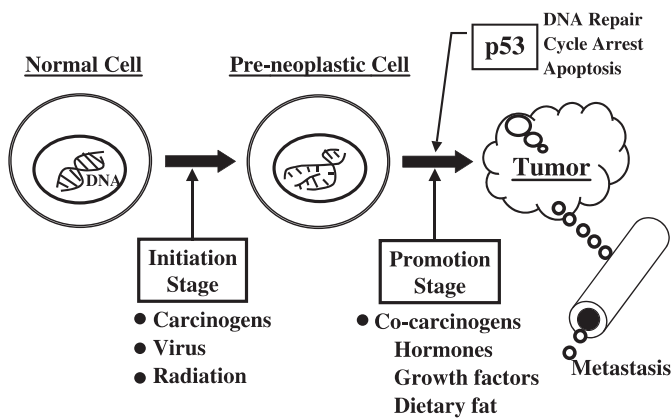 Normal Cell
Pre-neoplastic Cell
p53
DNA Repair
Cycle Arrest
Apoptosis
DNA
Tumor
Initiation
Stage
● Carcinogens
● Virus
● Radiation
Promotion
Stage
● Co-carcinogens
Hormones
Growth factors
Dietary fat
Metastasis